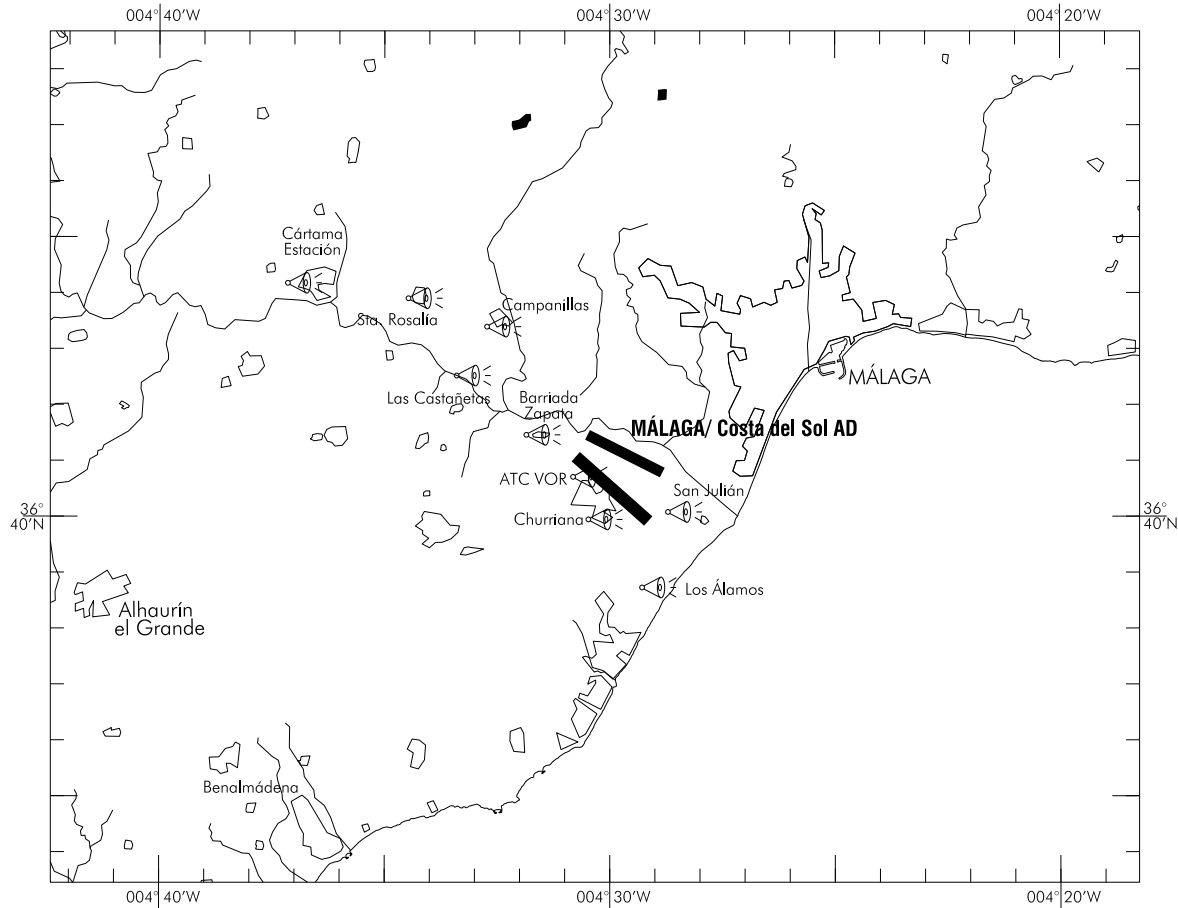 004°40’W
004°30’W
004°20’W
Cártama
Estación
Campanillas
Sta. Rosalía
MÁLAGA
Las Castañetas
Barriada
Zapata
MÁLAGA/ Costa del Sol AD
ATC VOR
San Julián
Churriana
36°
40’N
36°
40’N
Los Álamos
Alhaurín
el Grande
Benalmádena
004°40’W
004°30’W
004°20’W